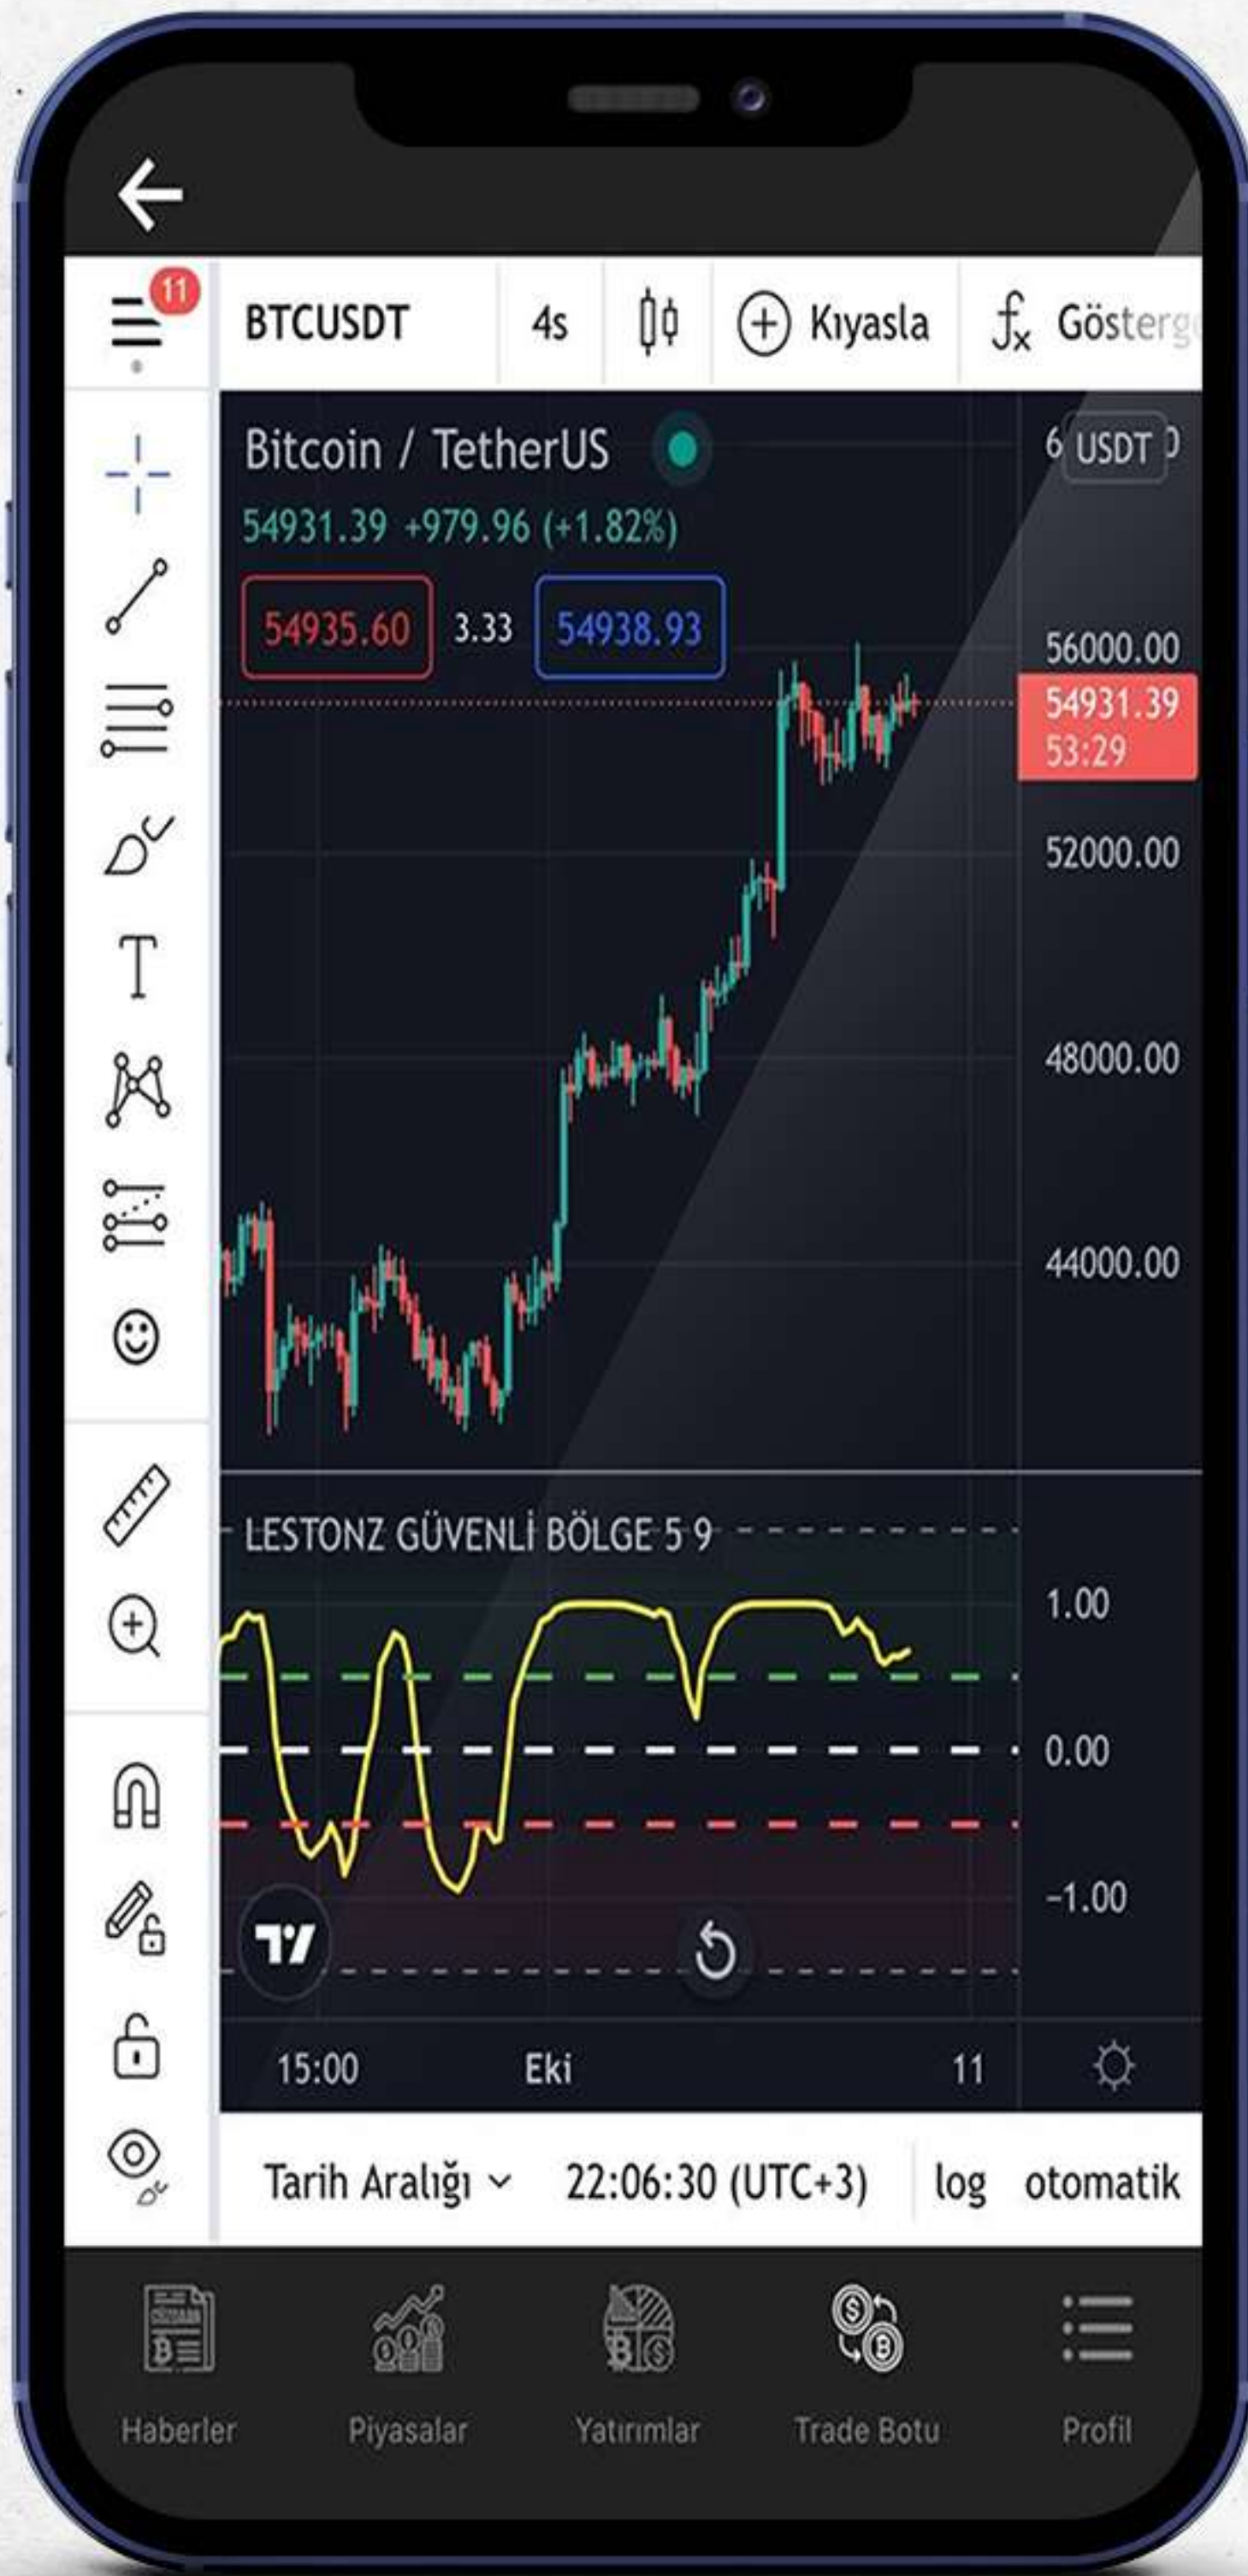 11
BTCUSDT 4s Kıyasla fx
Bitcoin / TetherUS
USDT
54931.39 +979.96 (+1.82%)
54935.60 3.33 54938.93
56000.00
54931.39
53:29
52000.00
48000.00
44000.00
LESTONZ GÜVENLİ BÖLGE 5 9
1.00
0.00
−1.00
15:00 Eki 11
Tarih Aralığı 22:06:30 (UTC+3) log otomatik
Haberler Piyasalar Yatırımlar Trade Botu Profil